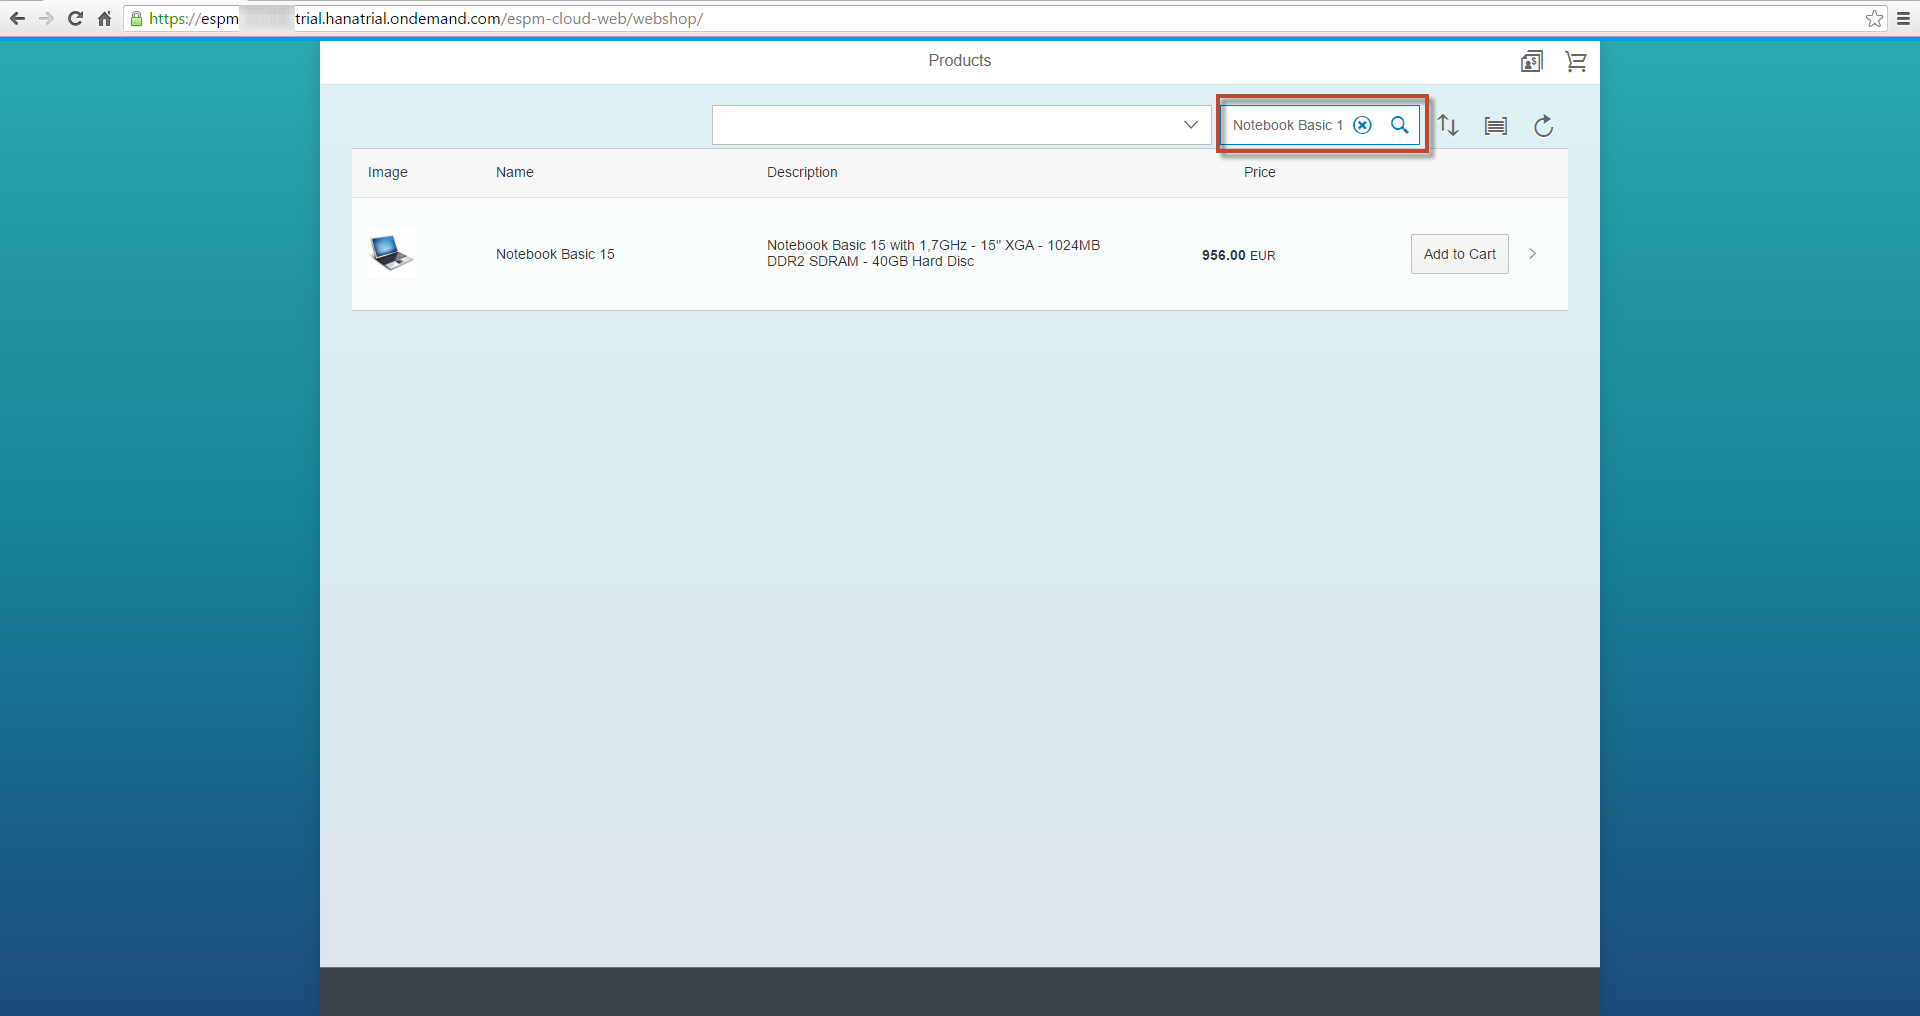 https://espm trial.hanatrial.ondemand.com/espm-cloud-web/webshop/
Products
Notebook Basic 1
Image Name Description Price
Notebook Basic 15
Notebook Basic 15 with 1,7GHz - 15" XGA - 1024MB
DDR2 SDRAM - 40GB Hard Disc
956.00 EUR
Add to Cart